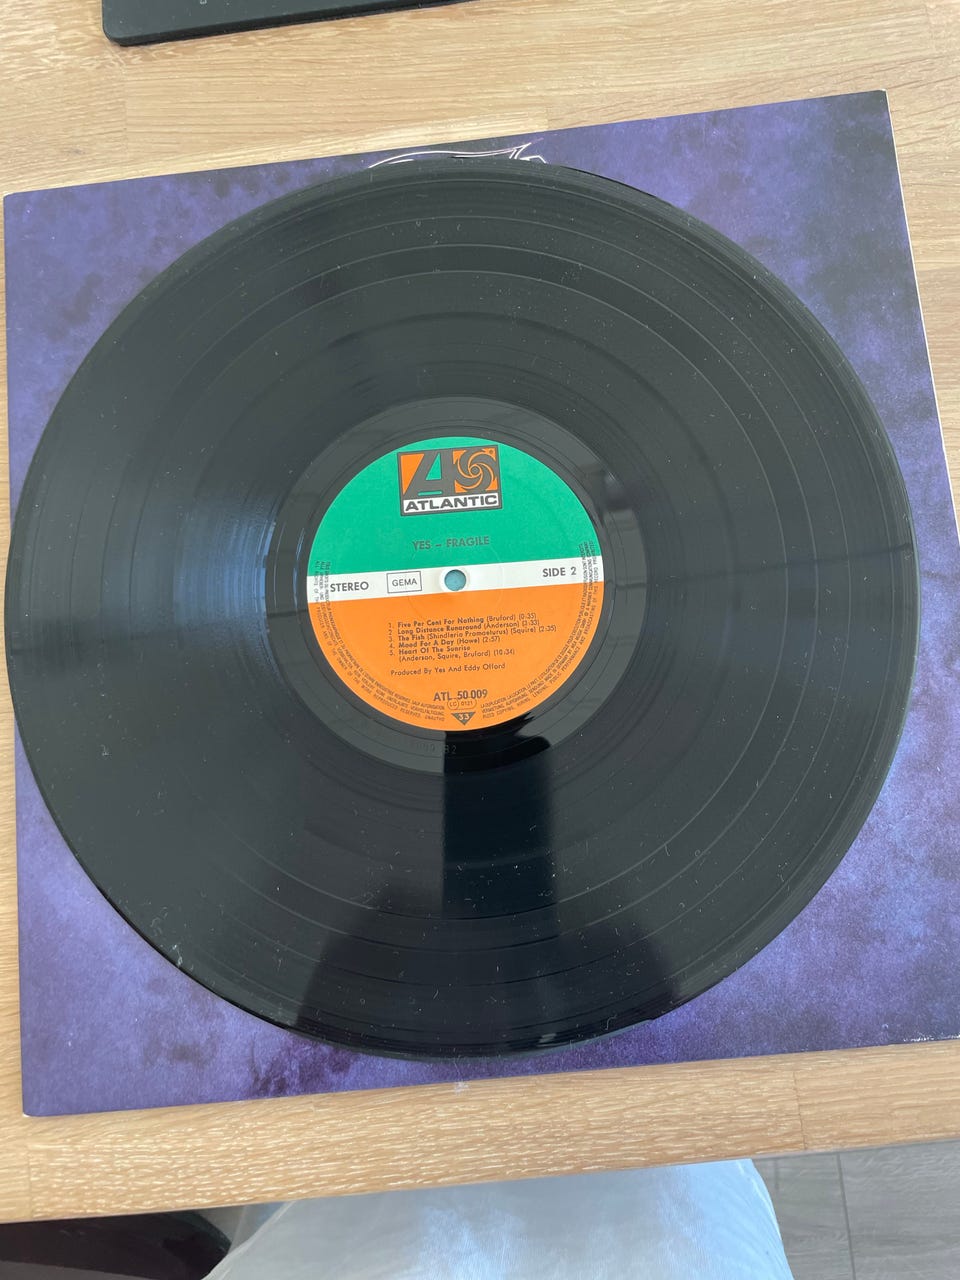 ATLANTIC
YES – FRAGILE
STEREO
GEMA
SIDE 2
1. Five Per Cent For Nothing (Bruford) (0:35)
2. Long Distance Runaround (Anderson) (3:33)
3. The Fish (Shindleria Praematurus) (Squire) (2:35)
4. Mood For A Day (Howe) (2:57)
5. Heart Of The Sunrise
(Anderson, Squire, Bruford) (10:34)
Produced By Yes And Eddy Offord
ATL 50 009
LC 0121
33